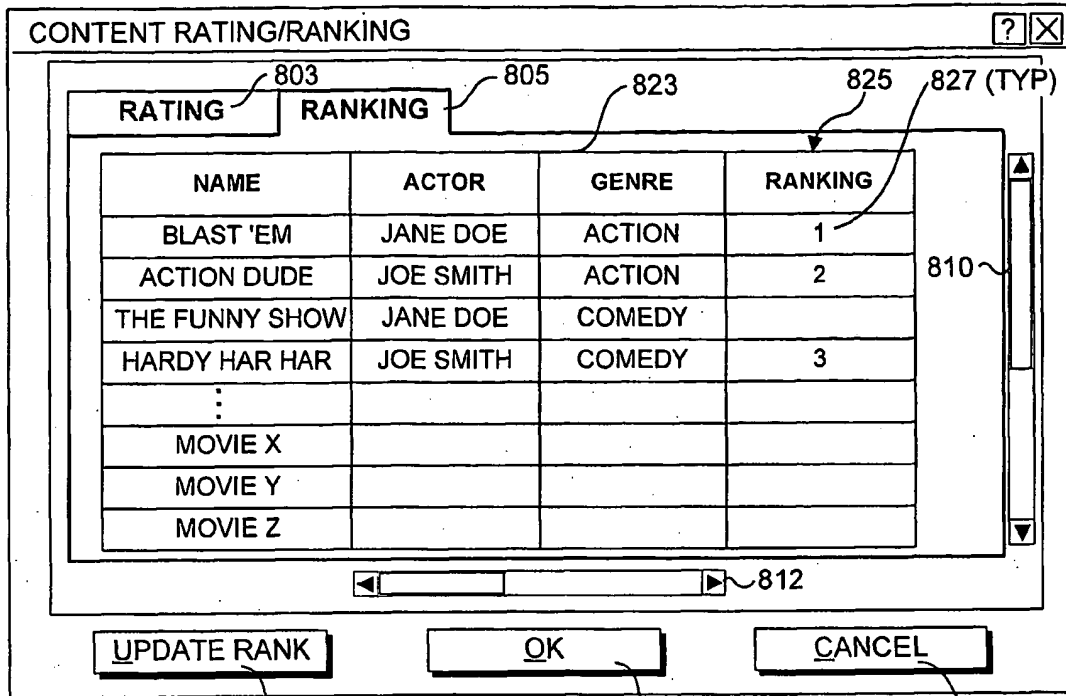 CONTENT RATING/RANKING ?
803 805 823 825 827 (TYP)
RATING RANKING
NAME ACTOR GENRE RANKING
BLAST 'EM JANE DOE ACTION 1
ACTION DUDE JOE SMITH ACTION 2
810
THE FUNNY SHOW JANE DOE COMEDY
HARDY HAR HAR JOE SMITH COMEDY 3
MOVIE X
MOVIE Y
MOVIE Z
812
UPDATE RANK OK CANCEL